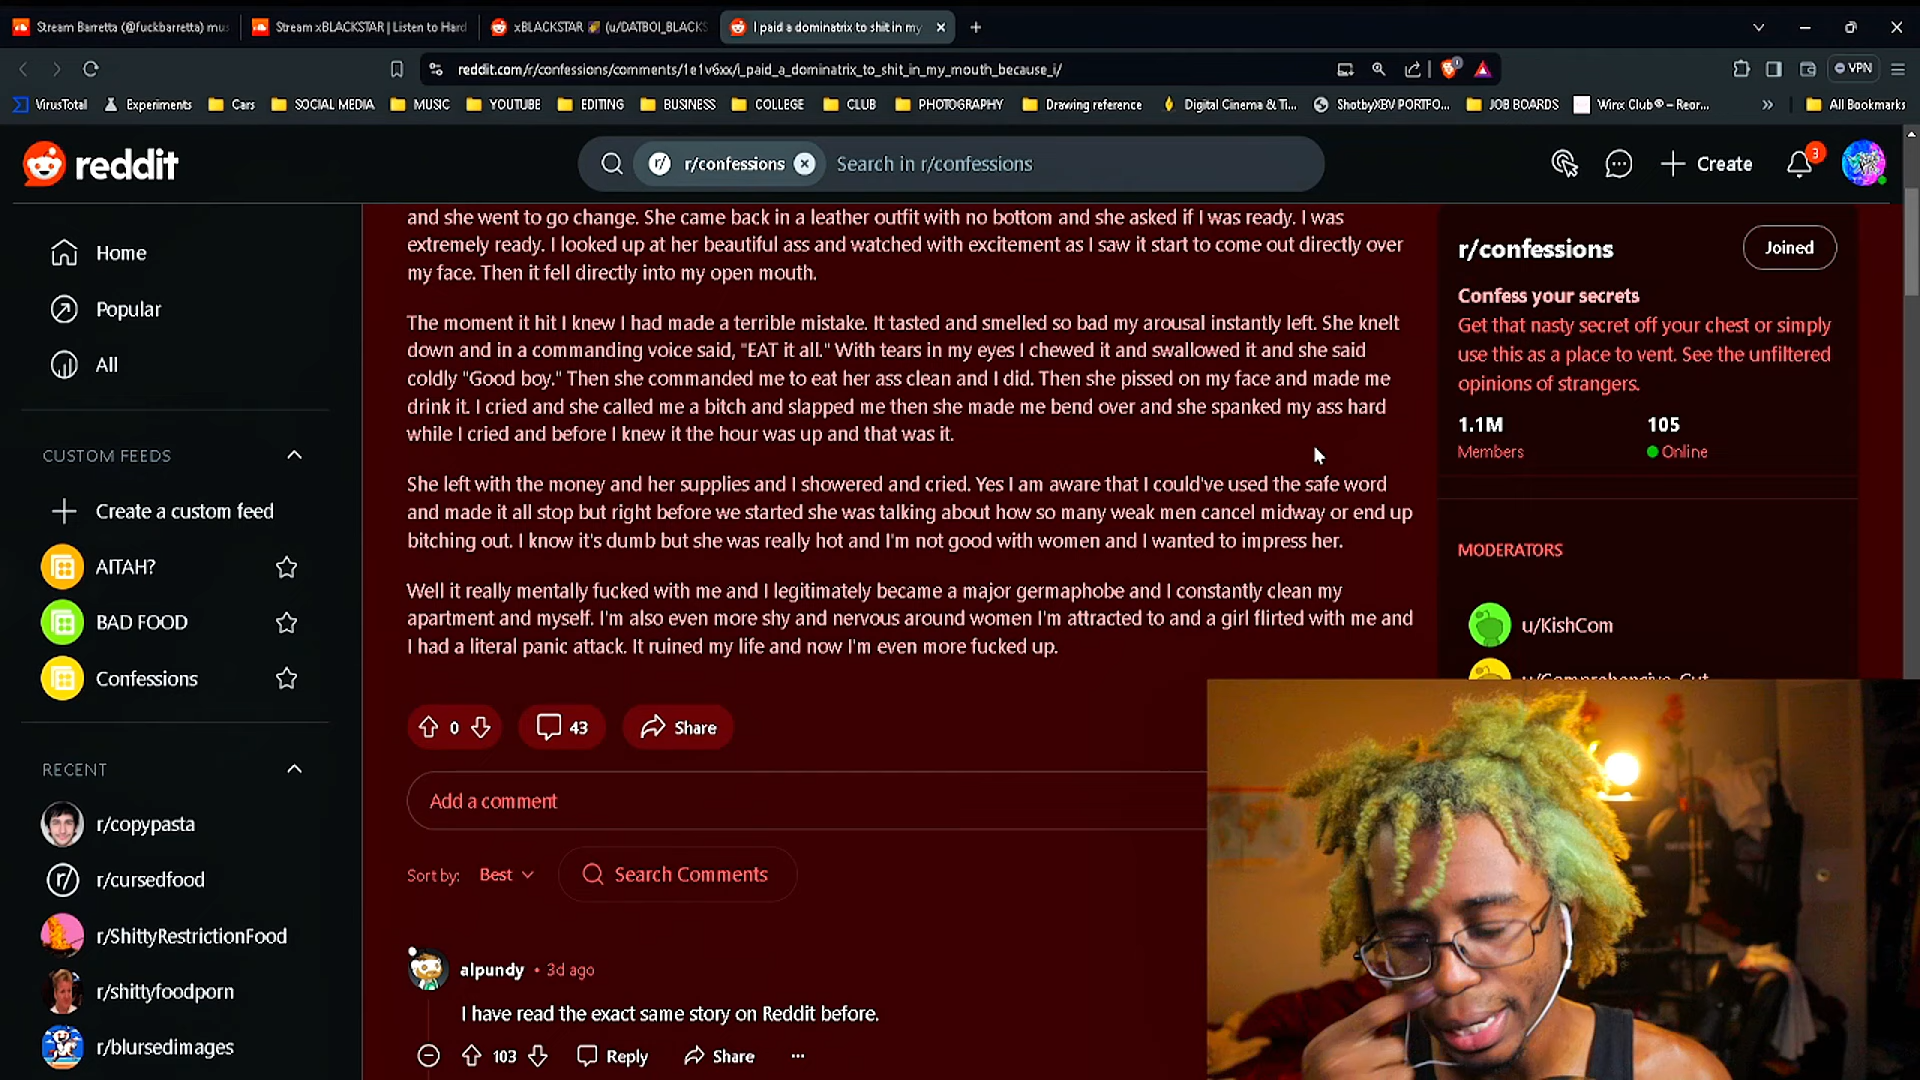 Stream Barretta (@fuckbarretta) mus
Stream xBLACKSTAR | Listen to Hard
xBLACKSTAR (u/DATBOI_BLACKS
I paid a dominatrix to shit in my
reddit.com/r/confessions/comments/1e1v6xx/i_paid_a_dominatrix_to_shit_in_my_mouth_because_i/
VPN
VirusTotal
Experiments
Cars
SOCIAL MEDIA
MUSIC
YOUTUBE
EDITING
BUSINESS
COLLEGE
CLUB
PHOTOGRAPHY
Drawing reference
Digital Cinema & Ti...
ShotbyXBV PORTFO...
JOB BOARDS
Winx Club® – Reor...
All Bookmarks
reddit
r/confessions
Search in r/confessions
Create
3
Home
Popular
All
CUSTOM FEEDS
Create a custom feed
AITAH?
BAD FOOD
Confessions
RECENT
r/copypasta
r/cursedfood
r/ShittyRestrictionFood
r/shittyfoodporn
r/blursedimages
and she went to go change. She came back in a leather outfit with no bottom and she asked if I was ready. I was
extremely ready. I looked up at her beautiful ass and watched with excitement as I saw it start to come out directly over
my face. Then it fell directly into my open mouth.
The moment it hit I knew I had made a terrible mistake. It tasted and smelled so bad my arousal instantly left. She knelt
down and in a commanding voice said, "EAT it all." With tears in my eyes I chewed it and swallowed it and she said
coldly "Good boy." Then she commanded me to eat her ass clean and I did. Then she pissed on my face and made me
drink it. I cried and she called me a bitch and slapped me then she made me bend over and she spanked my ass hard
while I cried and before I knew it the hour was up and that was it.
She left with the money and her supplies and I showered and cried. Yes I am aware that I could've used the safe word
and made it all stop but right before we started she was talking about how so many weak men cancel midway or end up
bitching out. I know it's dumb but she was really hot and I'm not good with women and I wanted to impress her.
Well it really mentally fucked with me and I legitimately became a major germaphobe and I constantly clean my
apartment and myself. I'm also even more shy and nervous around women I'm attracted to and a girl flirted with me and
I had a literal panic attack. It ruined my life and now I'm even more fucked up.
0
43
Share
Add a comment
Sort by: Best
Search Comments
alpundy • 3d ago
I have read the exact same story on Reddit before.
103
Reply
Share
r/confessions
Joined
Confess your secrets
Get that nasty secret off your chest or simply
use this as a place to vent. See the unfiltered
opinions of strangers.
1.1M
105
Members
Online
MODERATORS
u/KishCom
u/Comprehensive_Cut